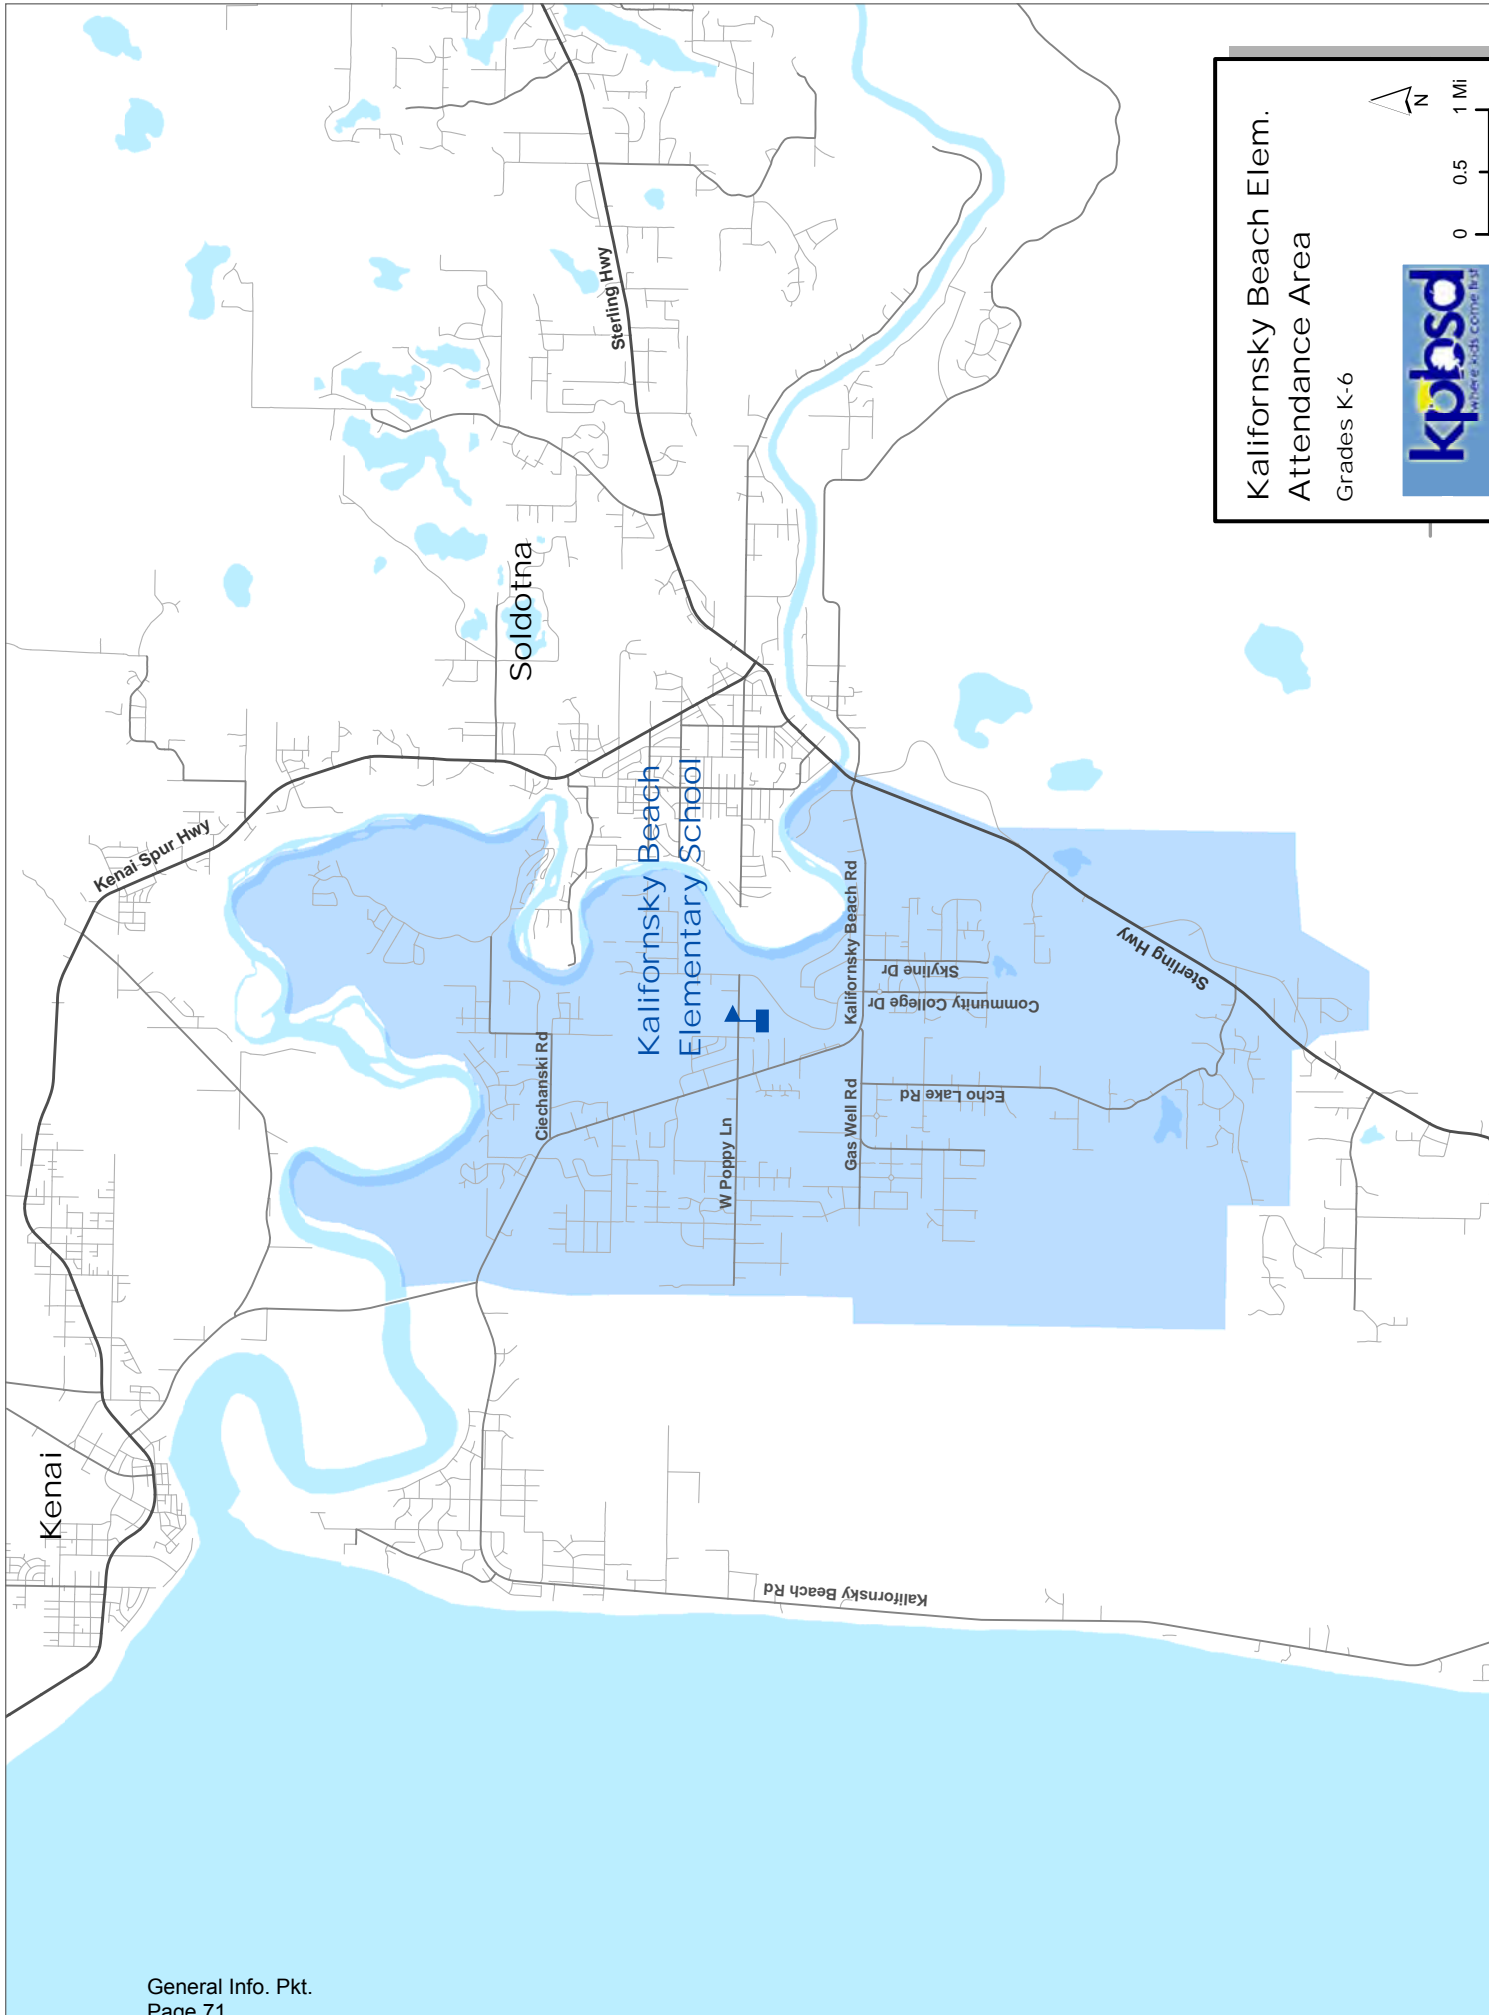 Kalifornsky Beach Elem.
Attendance Area
Grades K-6
N
0 0.5 1 Mi
kpbsd
where kids come first
Kenai
Soldotna
Kenai Spur Hwy
Sterling Hwy
Kalifornsky Beach
Elementary School
Ciechanski Rd
W Poppy Ln
Kalifornsky Beach Rd
Gas Well Rd
Skyline Dr
Community College Dr
Echo Lake Rd
Sterling Hwy
Kalifornsky Beach Rd
General Info. Pkt.
Page 71